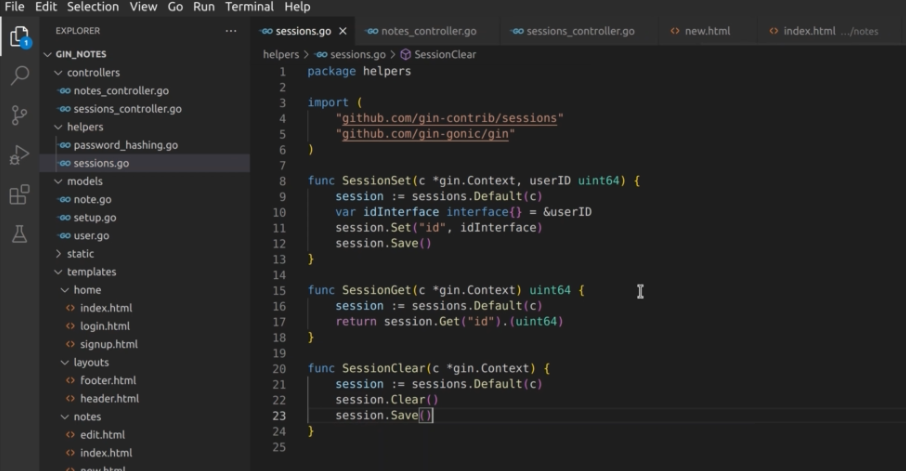 File Edit Selection View Go Run Terminal Help
EXPLORER
GIN_NOTES
controllers
notes_controller.go
sessions_controller.go
helpers
password_hashing.go
sessions.go
models
note.go
setup.go
user.go
static
templates
home
index.html
login.html
signup.html
layouts
footer.html
header.html
notes
edit.html
index.html
new.html
1
sessions.go
notes_controller.go
sessions_controller.go
new.html
index.html .../notes
helpers > sessions.go > SessionClear
1 package helpers
2
3 import (
4 "github.com/gin-contrib/sessions"
5 "github.com/gin-gonic/gin"
6 )
7
8 func SessionSet(c *gin.Context, userID uint64) {
9 session := sessions.Default(c)
10 var idInterface interface{} = &userID
11 session.Set("id", idInterface)
12 session.Save()
13 }
14
15 func SessionGet(c *gin.Context) uint64 {
16 session := sessions.Default(c)
17 return session.Get("id").(uint64)
18 }
19
20 func SessionClear(c *gin.Context) {
21 session := sessions.Default(c)
22 session.Clear()
23 session.Save()
24 }
25